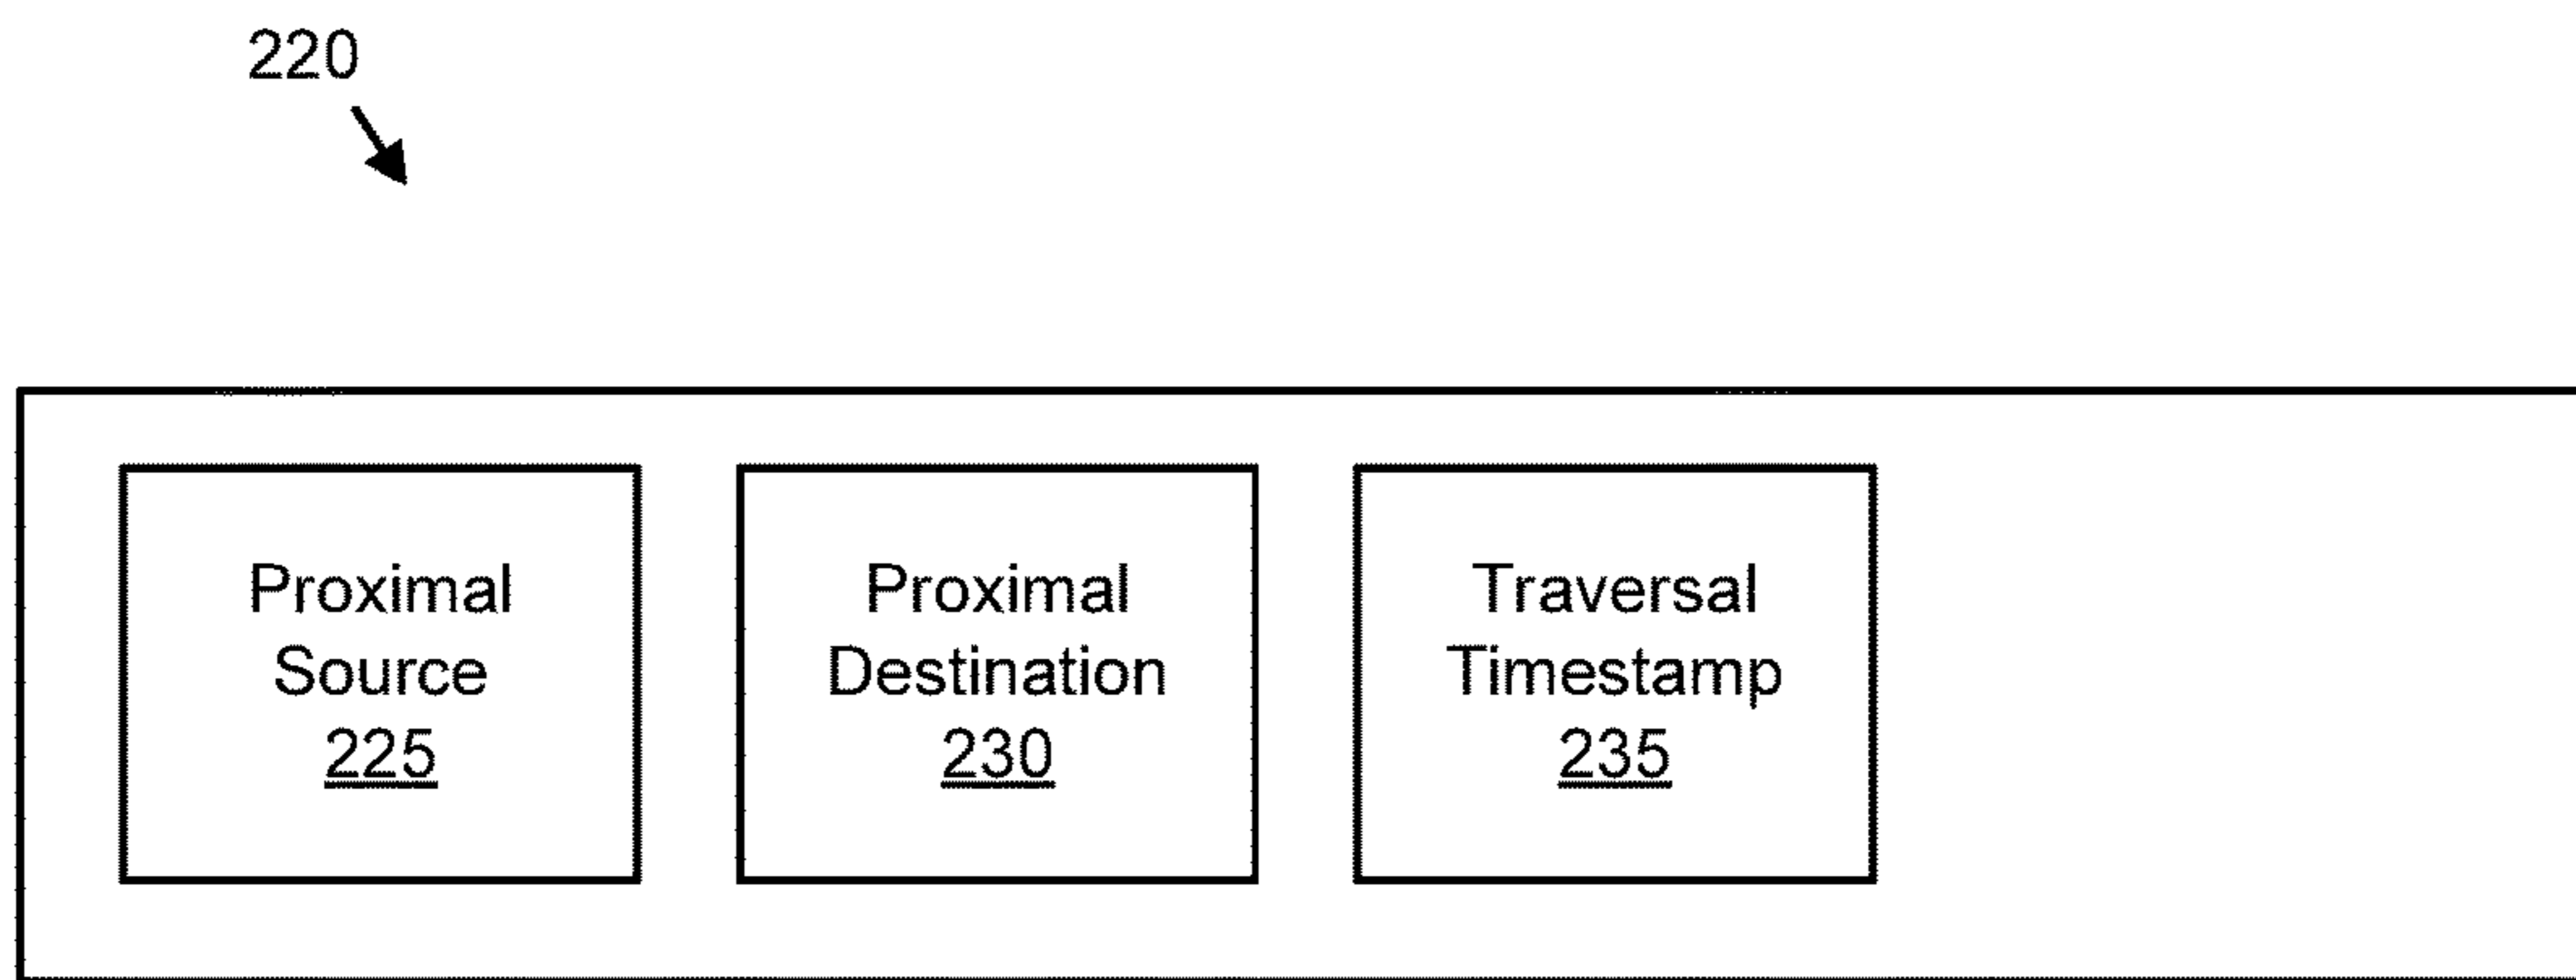 220
Proximal
Source
225
Proximal
Destination
230
Traversal
Timestamp
235